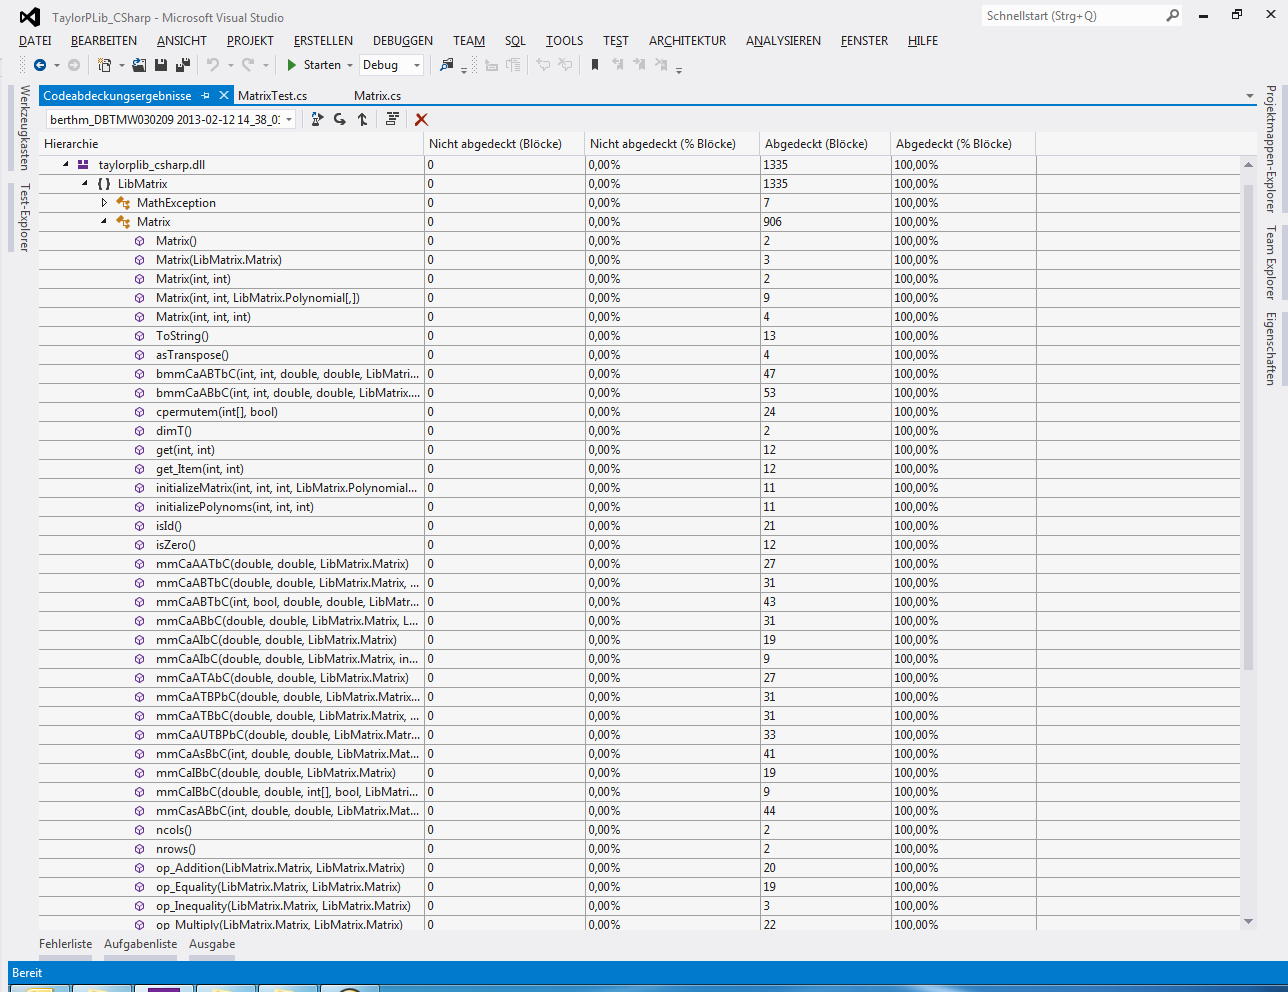 TaylorPLib_CSharp - Microsoft Visual Studio
Schnellstart (Strg+Q)
DATEI BEARBEITEN ANSICHT PROJEKT ERSTELLEN DEBUGGEN TEAM SQL TOOLS TEST ARCHITEKTUR ANALYSIEREN FENSTER HILFE
Starten Debug
Werkzeugkasten
Test-Explorer
Codeabdeckungsergebnisse MatrixTest.cs Matrix.cs
berthm_DBTMW030209 2013-02-12 14_38_0
Hierarchie Nicht abgedeckt (Blöcke) Nicht abgedeckt (% Blöcke) Abgedeckt (Blöcke) Abgedeckt (% Blöcke)
taylorplib_csharp.dll 0 0,00% 1335 100,00%
{ } LibMatrix 0 0,00% 1335 100,00%
MathException 0 0,00% 7 100,00%
Matrix 0 0,00% 906 100,00%
Matrix() 0 0,00% 2 100,00%
Matrix(LibMatrix.Matrix) 0 0,00% 3 100,00%
Matrix(int, int) 0 0,00% 2 100,00%
Matrix(int, int, LibMatrix.Polynomial[,]) 0 0,00% 9 100,00%
Matrix(int, int, int) 0 0,00% 4 100,00%
ToString() 0 0,00% 13 100,00%
asTranspose() 0 0,00% 4 100,00%
bmmCaABTbC(int, int, double, double, LibMatri... 0 0,00% 47 100,00%
bmmCaABbC(int, int, double, double, LibMatrix.... 0 0,00% 53 100,00%
cpermutem(int[], bool) 0 0,00% 24 100,00%
dimT() 0 0,00% 2 100,00%
get(int, int) 0 0,00% 12 100,00%
get_Item(int, int) 0 0,00% 12 100,00%
initializeMatrix(int, int, int, LibMatrix.Polynomial... 0 0,00% 11 100,00%
initializePolynoms(int, int, int) 0 0,00% 11 100,00%
isId() 0 0,00% 21 100,00%
isZero() 0 0,00% 12 100,00%
mmCaAATbC(double, double, LibMatrix.Matrix) 0 0,00% 27 100,00%
mmCaABTbC(double, double, LibMatrix.Matrix, ... 0 0,00% 31 100,00%
mmCaABTbC(int, bool, double, double, LibMatr... 0 0,00% 43 100,00%
mmCaABbC(double, double, LibMatrix.Matrix, L... 0 0,00% 31 100,00%
mmCaAIbC(double, double, LibMatrix.Matrix) 0 0,00% 19 100,00%
mmCaAIbC(double, double, LibMatrix.Matrix, in... 0 0,00% 9 100,00%
mmCaATAbC(double, double, LibMatrix.Matrix) 0 0,00% 27 100,00%
mmCaATBPbC(double, double, LibMatrix.Matrix... 0 0,00% 31 100,00%
mmCaATBbC(double, double, LibMatrix.Matrix, ... 0 0,00% 31 100,00%
mmCaAUTBPbC(double, double, LibMatrix.Matr... 0 0,00% 33 100,00%
mmCaAsBbC(int, double, double, LibMatrix.Mat... 0 0,00% 41 100,00%
mmCaIBbC(double, double, LibMatrix.Matrix) 0 0,00% 19 100,00%
mmCaIBbC(double, double, int[], bool, LibMatri... 0 0,00% 9 100,00%
mmCasABbC(int, double, double, LibMatrix.Mat... 0 0,00% 44 100,00%
ncols() 0 0,00% 2 100,00%
nrows() 0 0,00% 2 100,00%
op_Addition(LibMatrix.Matrix, LibMatrix.Matrix) 0 0,00% 20 100,00%
op_Equality(LibMatrix.Matrix, LibMatrix.Matrix) 0 0,00% 19 100,00%
op_Inequality(LibMatrix.Matrix, LibMatrix.Matrix) 0 0,00% 3 100,00%
op_Multiply(LibMatrix.Matrix, LibMatrix.Matrix) 0 0,00% 22 100,00%
Projektmappen-Explorer
Team Explorer
Eigenschaften
Fehlerliste Aufgabenliste Ausgabe
Bereit